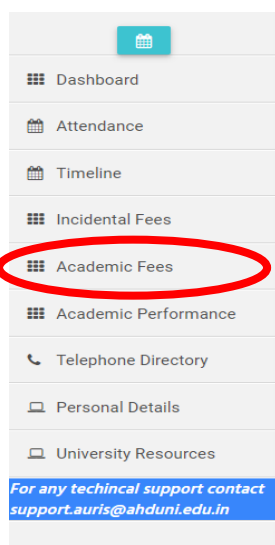 Dashboard
Attendance
Timeline
Incidental Fees
Academic Fees
Academic Performance
Telephone Directory
Personal Details
University Resources
For any techincal support contact
support.auris@ahduni.edu.in